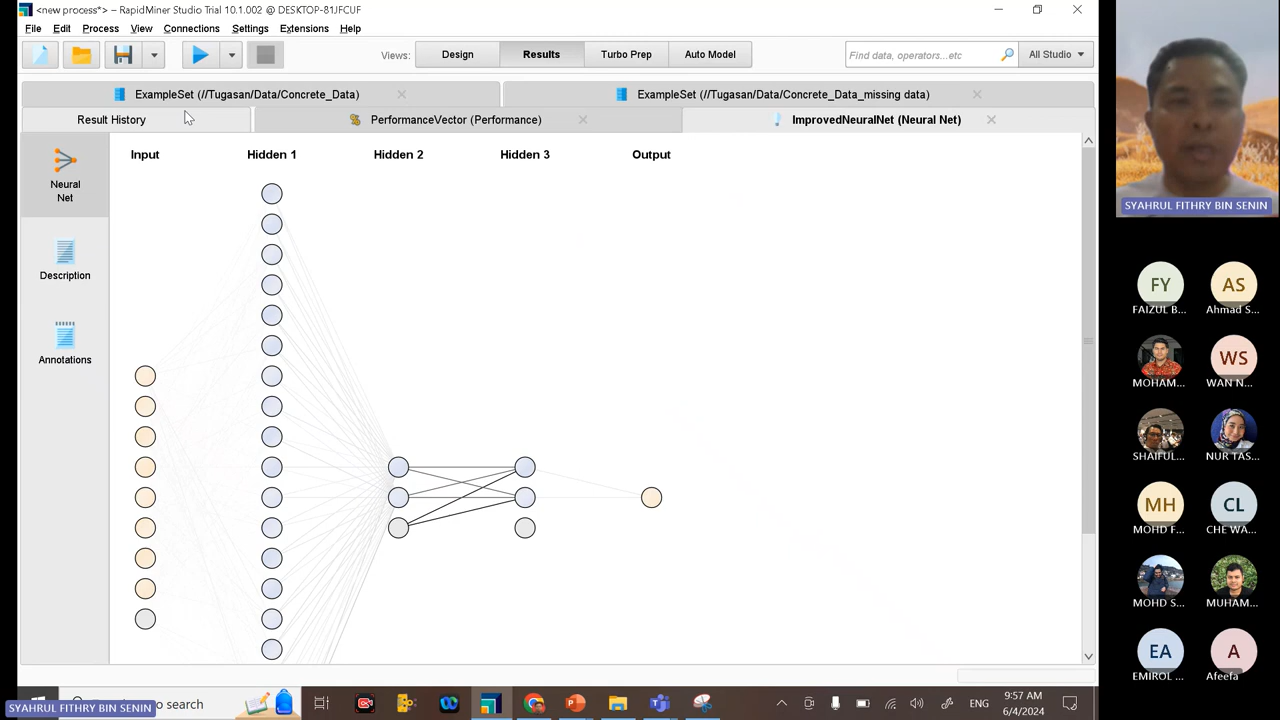 <new process*> – RapidMiner Studio Trial 10.1.002 @ DESKTOP-81JFCUF
File Edit Process View Connections Settings Extensions Help
Views: Design Results Turbo Prep Auto Model Find data, operators...etc All Studio
ExampleSet (//Tugasan/Data/Concrete_Data) ExampleSet (//Tugasan/Data/Concrete_Data_missing data)
Result History PerformanceVector (Performance) ImprovedNeuralNet (Neural Net)
Input Hidden 1 Hidden 2 Hidden 3 Output
Neural
Net
Description
Annotations
SYAHRUL FITHRY BIN SENIN
FY AS
FAIZUL B... Ahmad S...
WS
MOHAM... WAN N...
SHAIFUL... NUR TAS...
MH CL
MOHD F... CHE WA...
MOHD S... MUHAM...
EA A
EMIROL ... Afeefa
SYAHRUL FITHRY BIN SENIN
to search
ENG
9:57 AM
6/4/2024